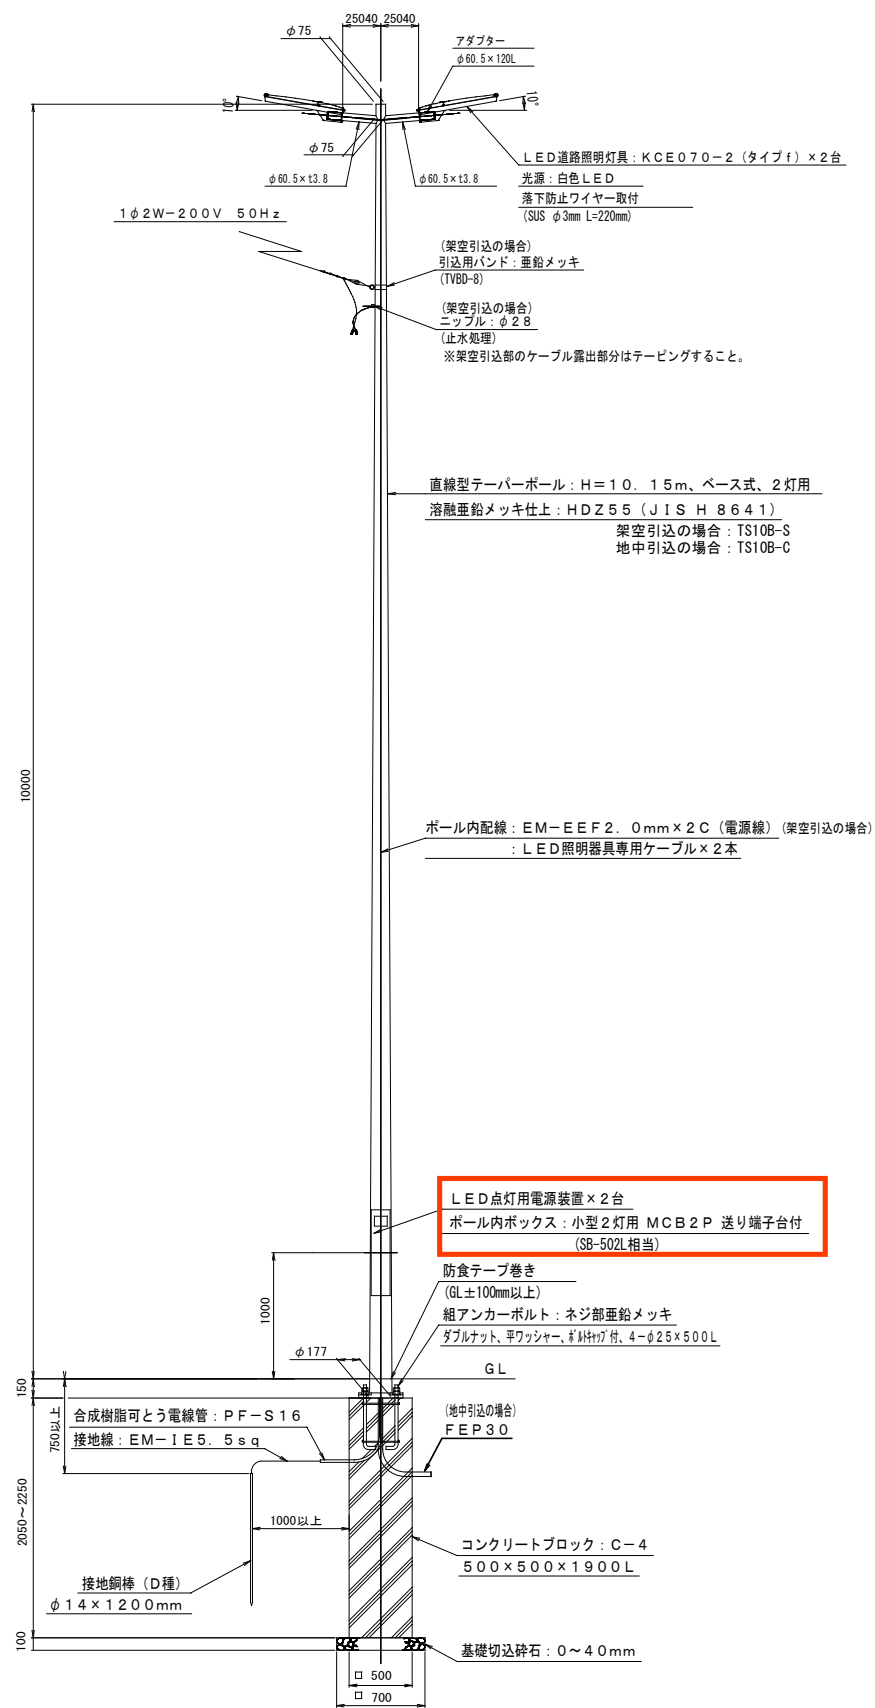 25040 25040
φ75
アダプター
φ60.5×120L
10°
10°
φ75
φ60.5×t3.8
φ60.5×t3.8
LED道路照明灯具：KCE070-2（タイプf）×2台
光源：白色LED
落下防止ワイヤー取付
(SUS φ3mm L=220mm)
1φ2W-200V 50Hz
(架空引込の場合)
引込用バンド：亜鉛メッキ
(TVBD-8)
(架空引込の場合)
ニップル：φ28
(止水処理)
※架空引込部のケーブル露出部分はテーピングすること。
直線型テーパーポール：H=10．15m、ベース式、2灯用
溶融亜鉛メッキ仕上：HDZ55（JIS H 8641）
架空引込の場合：TS10B-S
地中引込の場合：TS10B-C
10000
ポール内配線：EM-EEF2．0mm×2C（電源線）(架空引込の場合)
：LED照明器具専用ケーブル×2本
LED点灯用電源装置×2台
ポール内ボックス：小型2灯用 MCB2P 送り端子台付
(SB-502L相当)
防食テープ巻き
(GL±100mm以上)
1000
組アンカーボルト：ネジ部亜鉛メッキ
ダブルナット、平ワッシャー、ボルトキャップ付、4-φ25×500L
φ177
GL
150
750以上
合成樹脂可とう電線管：PF-S16
接地線：EM-IE5．5sq
(地中引込の場合)
FEP30
2050～2250
1000以上
コンクリートブロック：C-4
500×500×1900L
接地銅棒（D種）
φ14×1200mm
100
基礎切込砕石：0～40mm
□ 500
□ 700